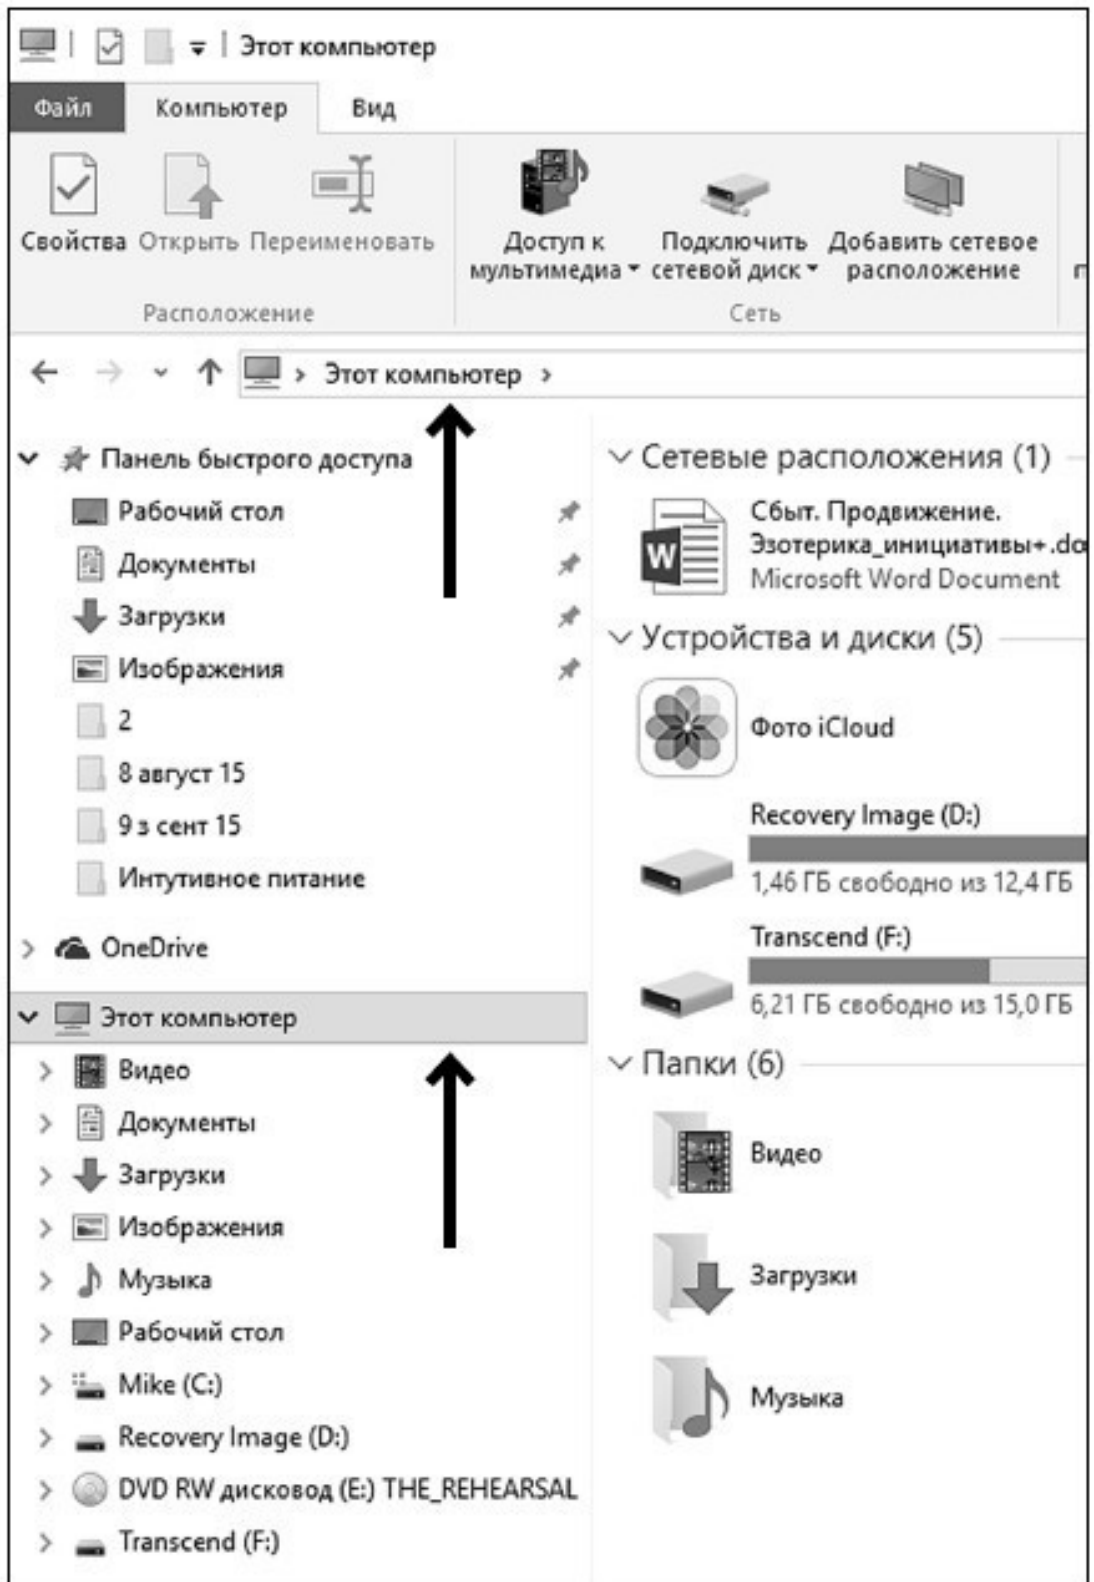 Этот компьютер
Файл Компьютер Вид
Свойства Открыть Переименовать
Доступ к мультимедиа
Подключить сетевой диск
Добавить сетевое расположение
Расположение
Сеть
Этот компьютер
Панель быстрого доступа
Рабочий стол
Документы
Загрузки
Изображения
2
8 август 15
9 з сент 15
Интутивное питание
OneDrive
Этот компьютер
Видео
Документы
Загрузки
Изображения
Музыка
Рабочий стол
Mike (C:)
Recovery Image (D:)
DVD RW дисковод (E:) THE_REHEARSAL
Transcend (F:)
Сетевые расположения (1)
Сбыт. Продвижение.
Эзотерика_инициативы+.do
Microsoft Word Document
Устройства и диски (5)
Фото iCloud
Recovery Image (D:)
1,46 ГБ свободно из 12,4 ГБ
Transcend (F:)
6,21 ГБ свободно из 15,0 ГБ
Папки (6)
Видео
Загрузки
Музыка